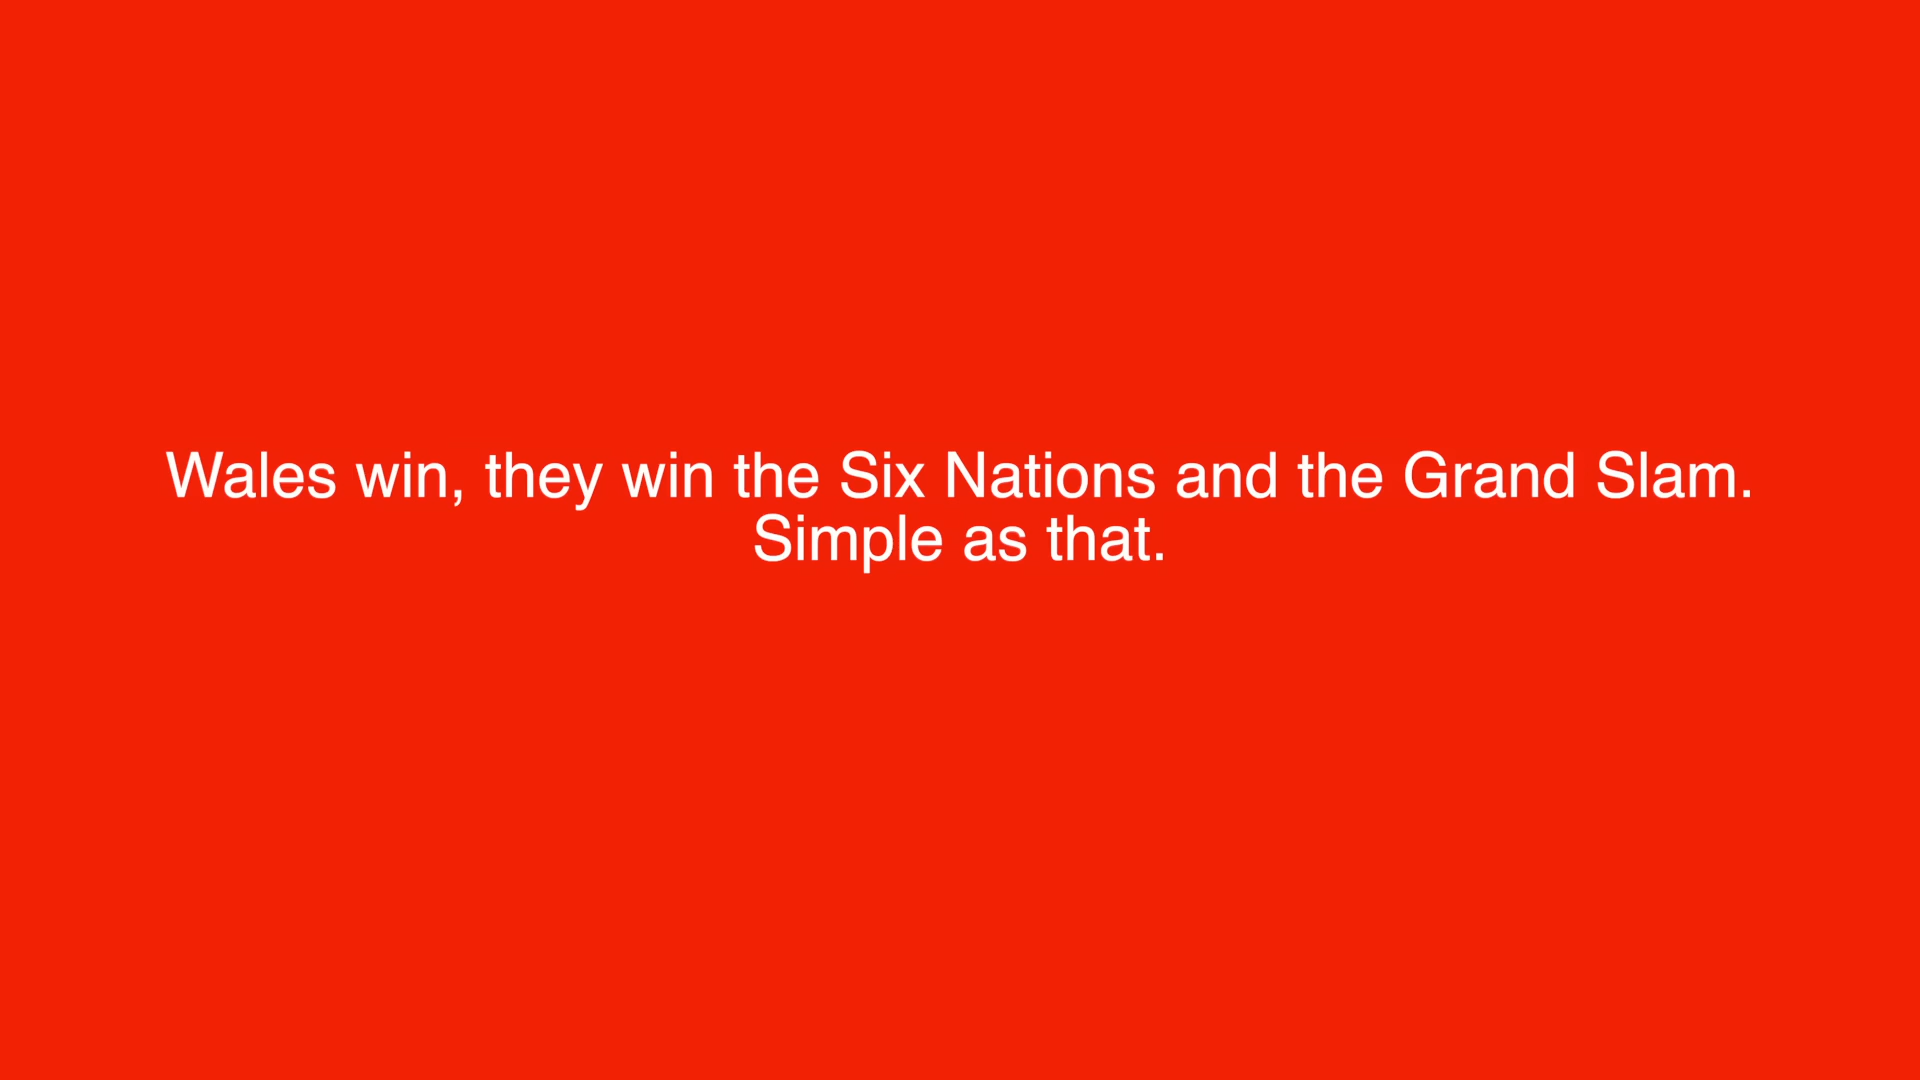 Wales win, they win the Six Nations and the Grand Slam.
Simple as that.